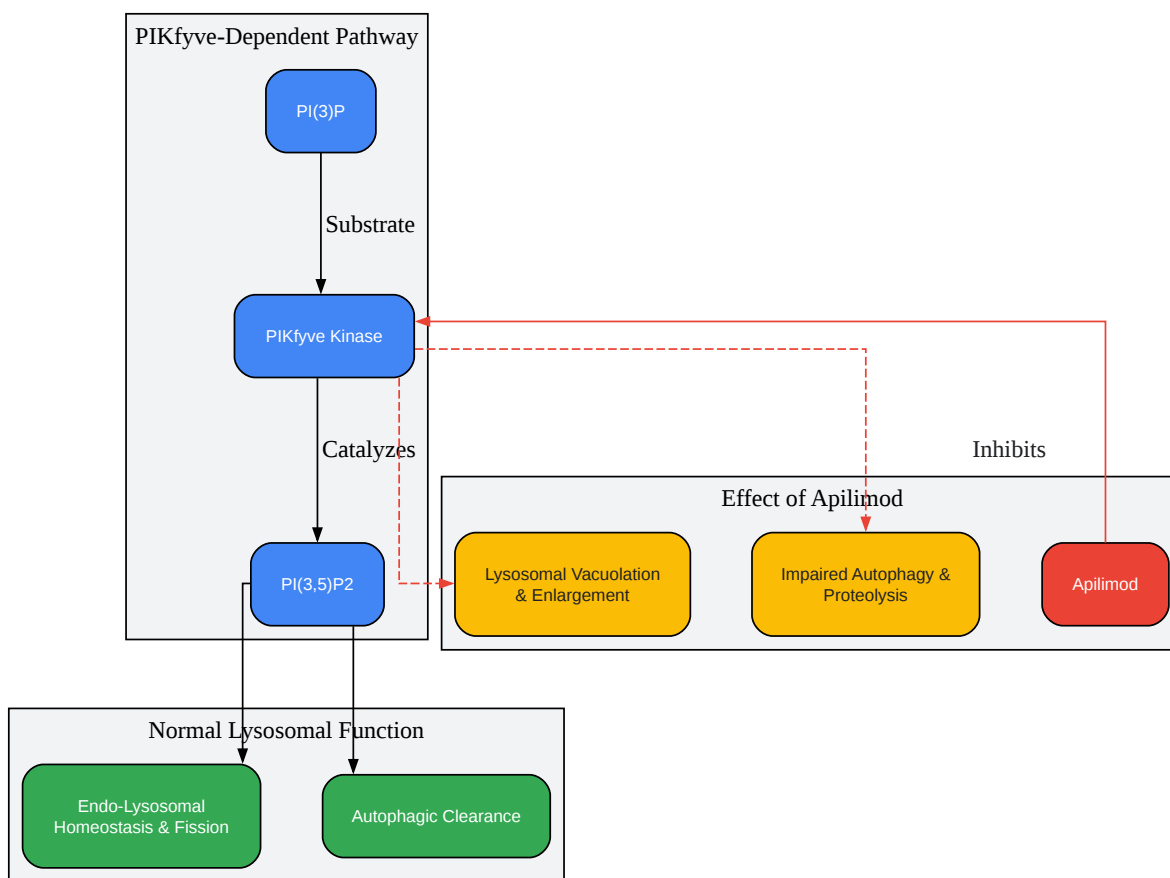 PIKfyve-Dependent Pathway
PI(3)P
Substrate
PIKfyve Kinase
Catalyzes
Inhibits
Effect of Apilimod
PI(3,5)P2
Lysosomal Vacuolation
& Enlargement
Impaired Autophagy &
Proteolysis
Apilimod
Normal Lysosomal Function
Endo-Lysosomal
Homeostasis & Fission
Autophagic Clearance